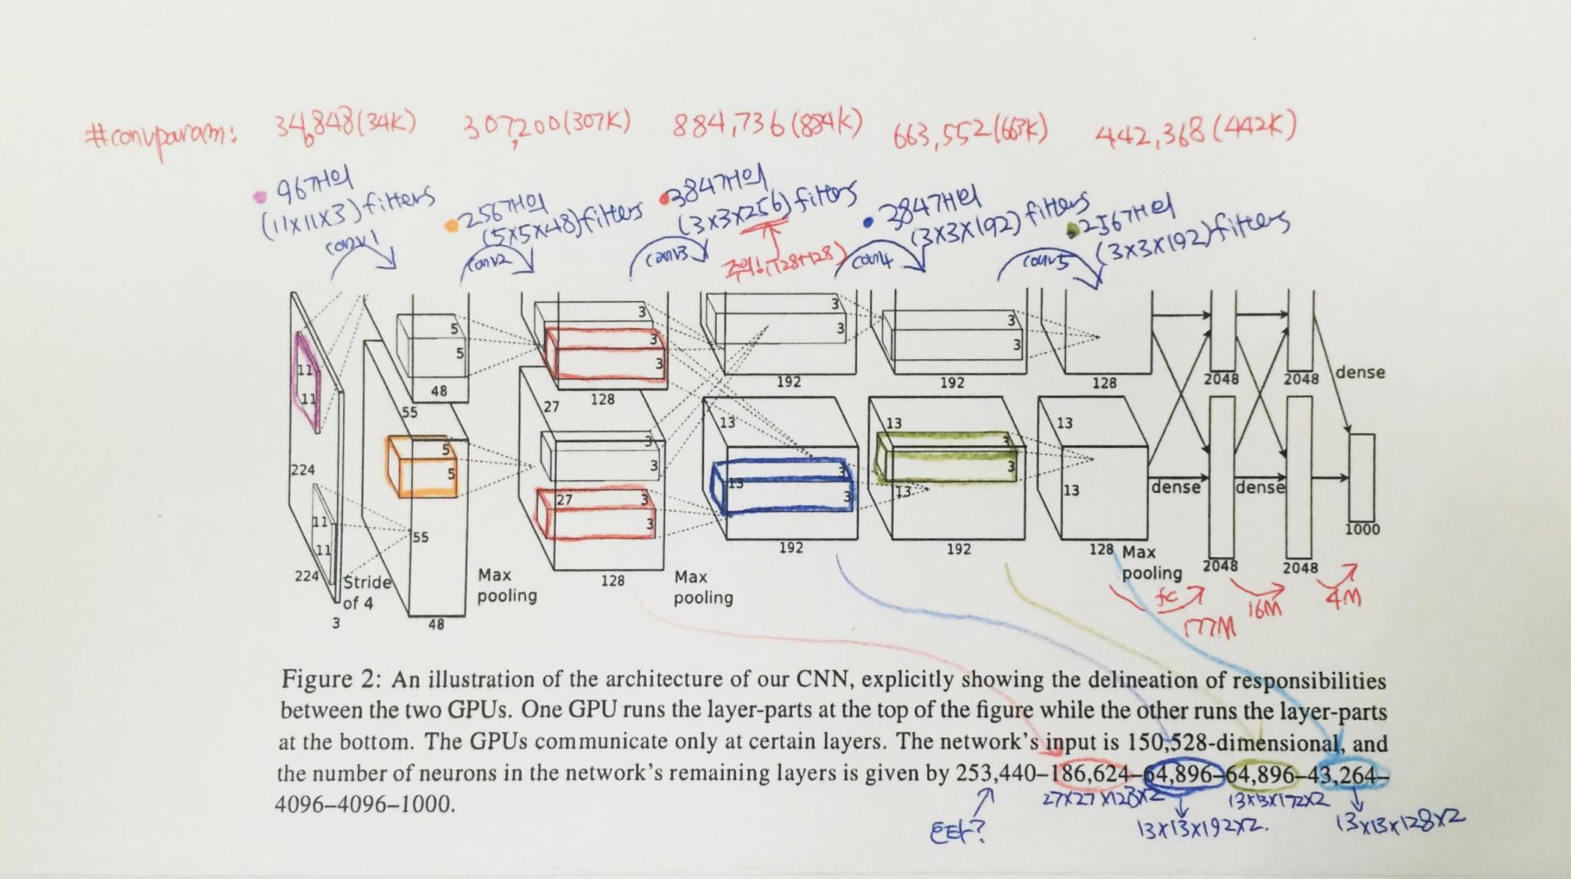 #convparam: 34,848(34K) 307,200(307K) 884,736(884K) 663,552(663K) 442,368(442K)
96개의
(11x11x3)filters
conv1
256개의
(5x5x48)filters
conv2
384개의
(3x3x256)filters
conv3
주의!(128+128)
384개의
(3x3x192)filters
conv4
256개의
(3x3x192)filters
conv5
11
11
5
5
48
55
3
3
3
128
27
3
3
192
3
3
192
128
2048
2048
dense
224
11
11
224
3
Stride
of 4
5
5
55
48
Max
pooling
3
3
27
3
3
128
Max
pooling
13
3
13
3
192
13
3
3
13
192
13
13
128
Max
pooling
dense
dense
2048
2048
1000
fc
177M
16M
4M
Figure 2: An illustration of the architecture of our CNN, explicitly showing the delineation of responsibilities
between the two GPUs. One GPU runs the layer-parts at the top of the figure while the other runs the layer-parts
at the bottom. The GPUs communicate only at certain layers. The network's input is 150,528-dimensional, and
the number of neurons in the network's remaining layers is given by 253,440–186,624–64,896–64,896–43,264–
4096–4096–1000.
27x27x128x2
13x13x192x2
오타?
13x13x192x2.
13x13x128x2